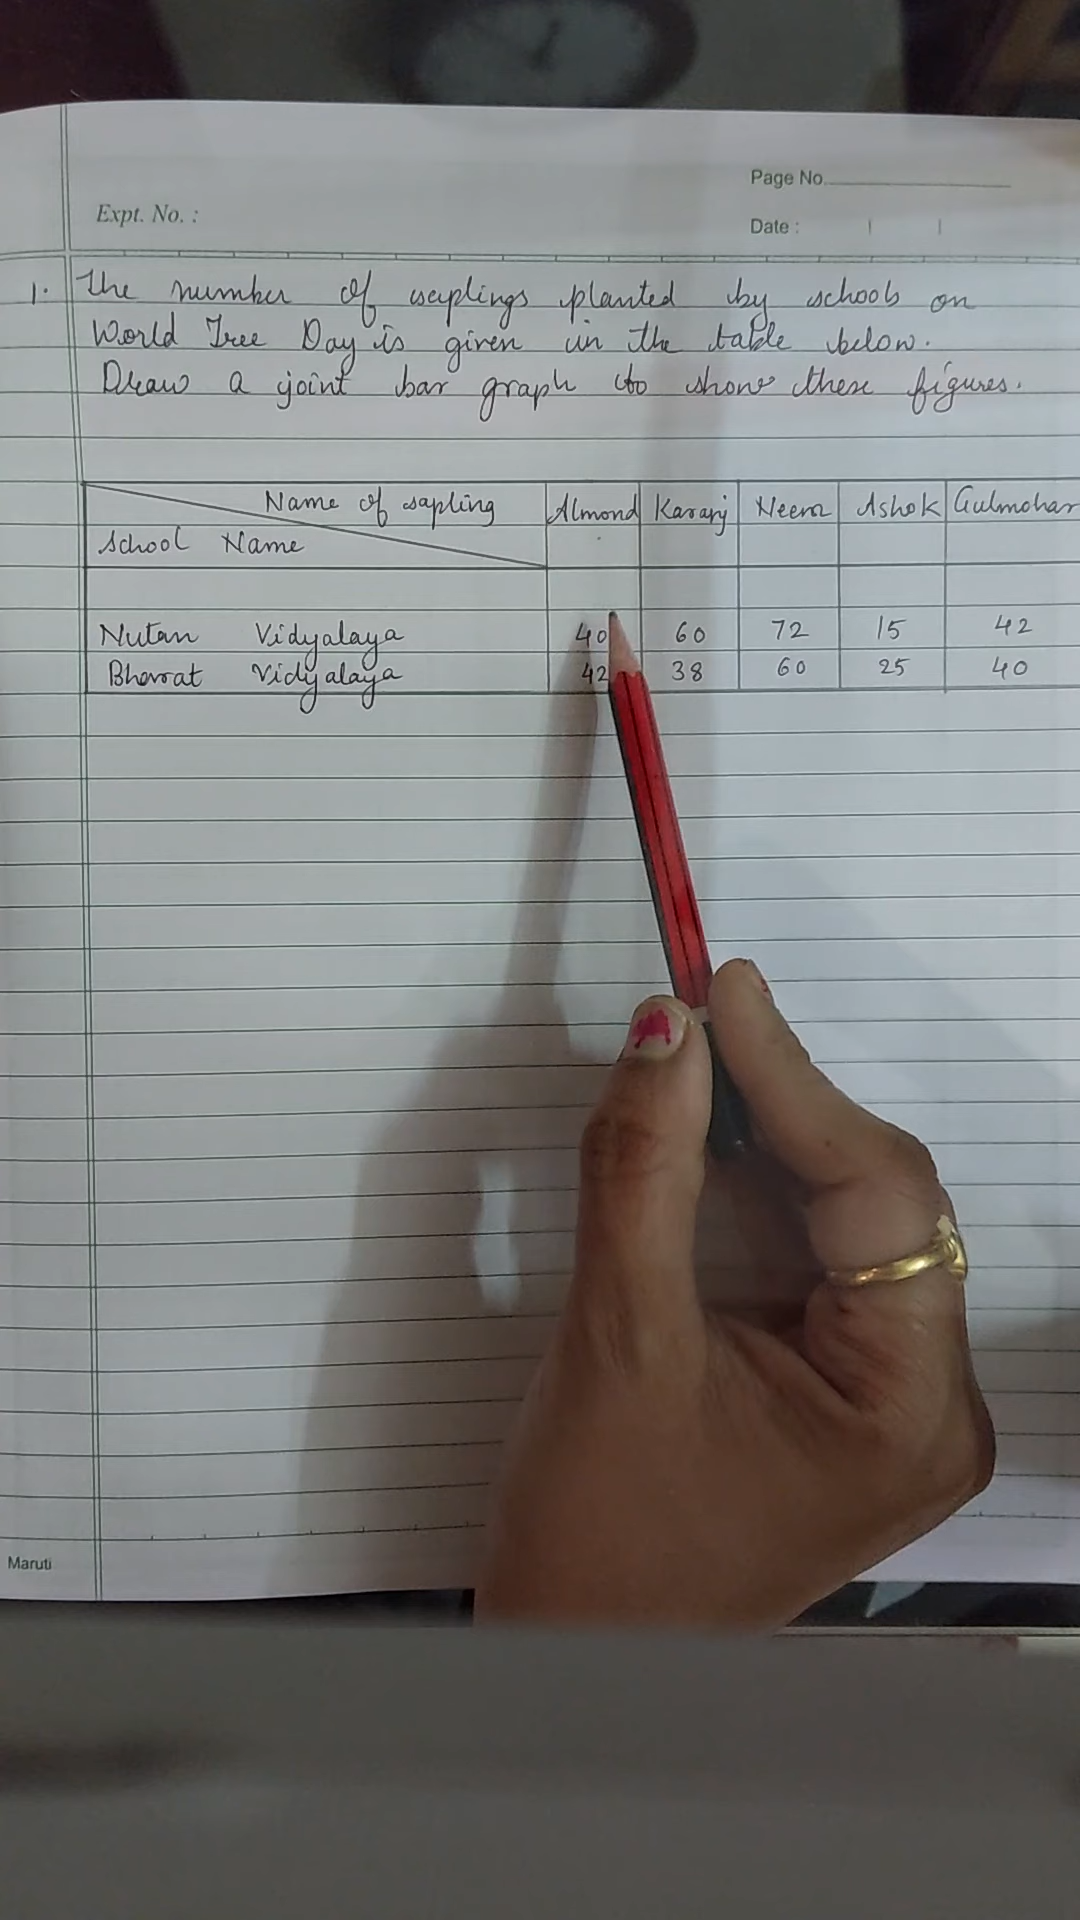 Page No.
Expt. No. :
Date :
1. The number of saplings planted by schools on
World Tree Day is given in the table below.
Draw a joint bar graph to show these figures.
Name of sapling Almond Karanj Neem Ashok Gulmohar
School Name
Nutan Vidyalaya 40 60 72 15 42
Bharat Vidyalaya 42 38 60 25 40
Maruti